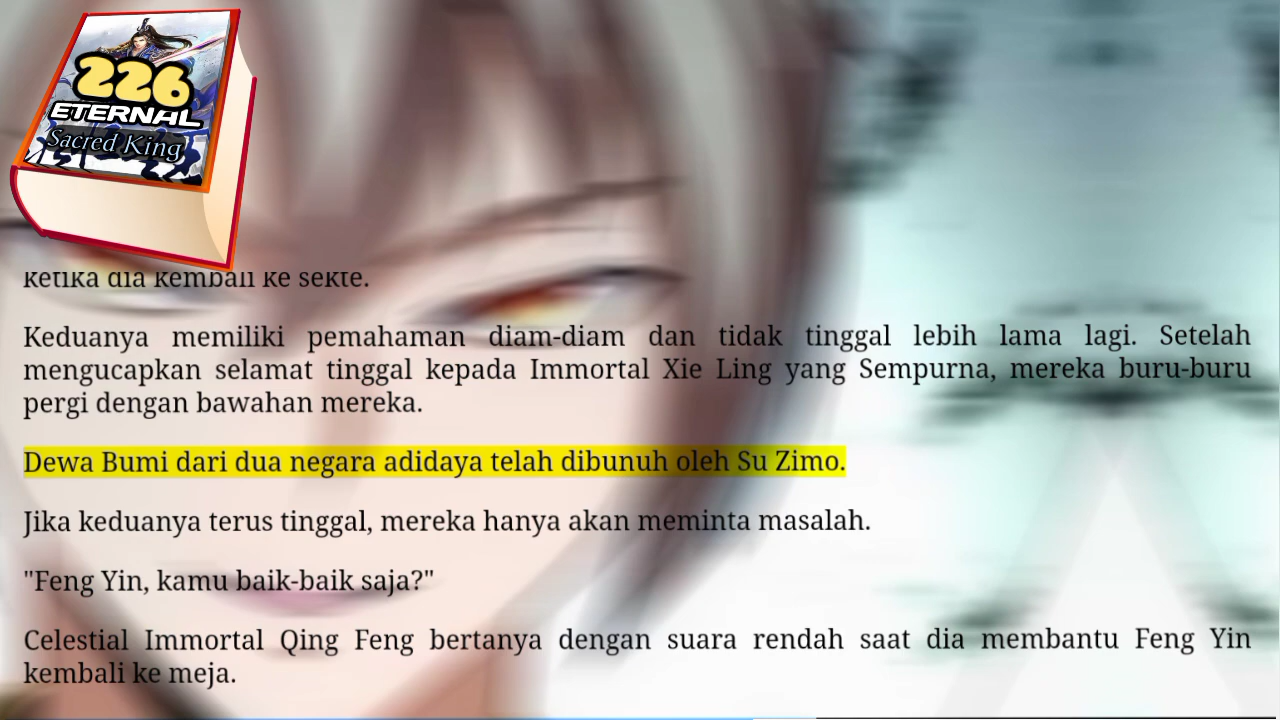 226
ETERNAL
Sacred King
ketika dia kembali ke sekte.
Keduanya memiliki pemahaman diam-diam dan tidak tinggal lebih lama lagi. Setelah
mengucapkan selamat tinggal kepada Immortal Xie Ling yang Sempurna, mereka buru-buru
pergi dengan bawahan mereka.
Dewa Bumi dari dua negara adidaya telah dibunuh oleh Su Zimo.
Jika keduanya terus tinggal, mereka hanya akan meminta masalah.
"Feng Yin, kamu baik-baik saja?"
Celestial Immortal Qing Feng bertanya dengan suara rendah saat dia membantu Feng Yin
kembali ke meja.